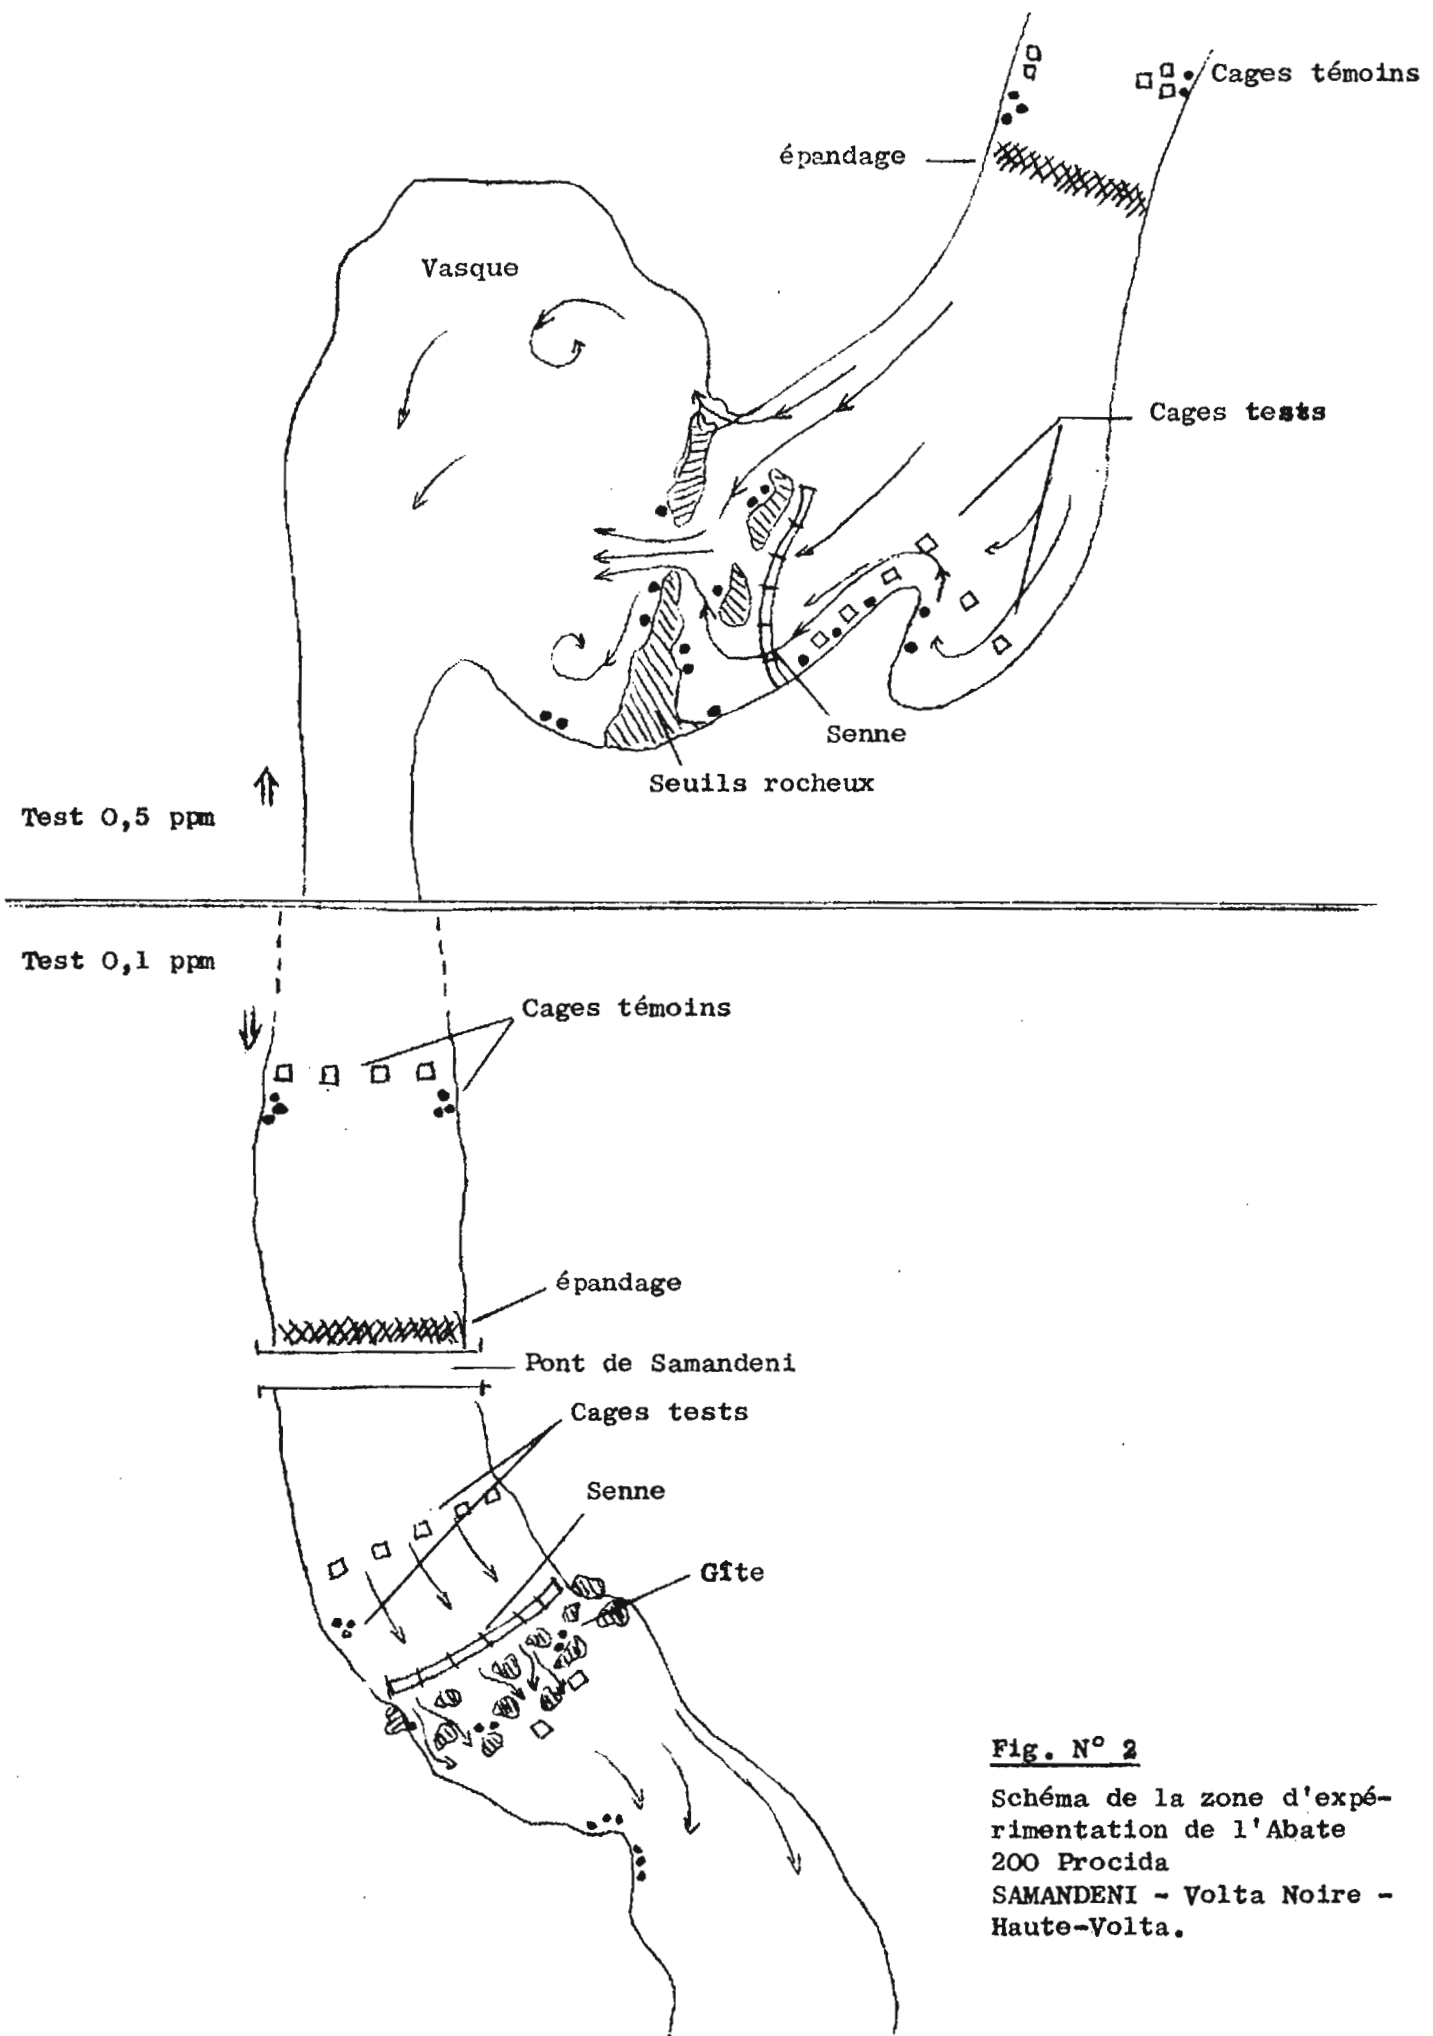 Cages témoins
épandage
Vasque
Cages tests
Senne
Seuils rocheux
Test 0,5 ppm
Test 0,1 ppm
Cages témoins
épandage
Pont de Samandeni
Cages tests
Senne
Gîte
Fig. N° 2
Schéma de la zone d'expé-
rimentation de l'Abate
200 Procida
SAMANDENI - Volta Noire -
Haute-Volta.